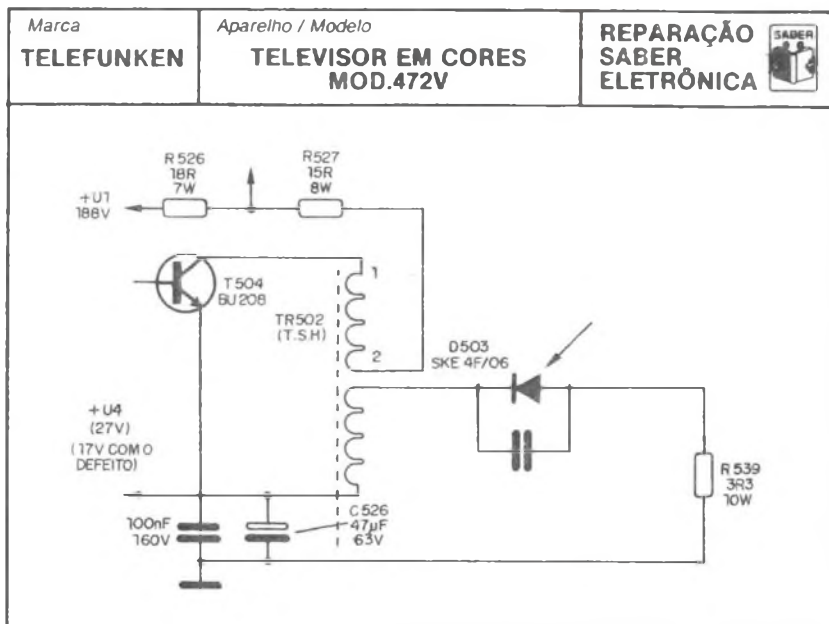 Marca
TELEFUNKEN
Aparelho / Modelo
TELEVISOR EM CORES
MOD.472V
REPARAÇÃO
SABER
ELETRÔNICA
SABER
R526
18R
7W
R527
15R
8W
+U1
188V
T504
BU208
TR502
(T.S.H)
1
2
D503
SKE 4F/06
+U4
(27V)
(17V COM O
DEFEITO)
R539
3R3
10W
100nF
160V
C526
47µF
63V